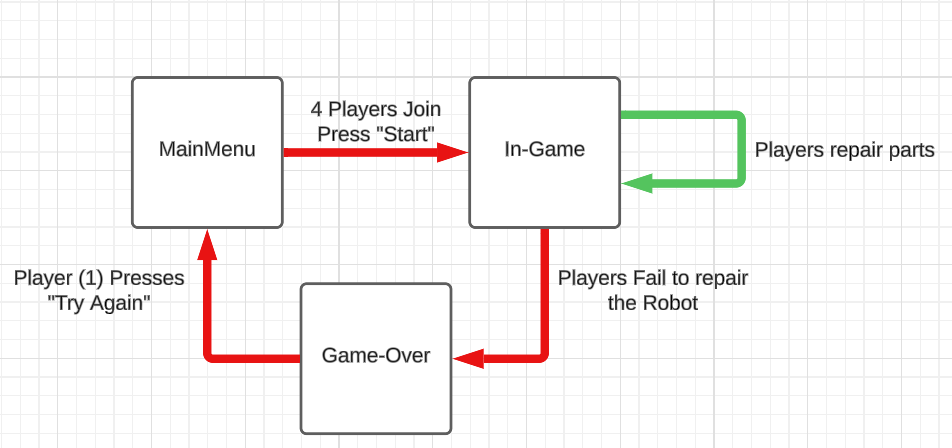 4 Players Join
Press "Start"
MainMenu
In-Game
Players repair parts
Player (1) Presses
"Try Again"
Players Fail to repair
the Robot
Game-Over